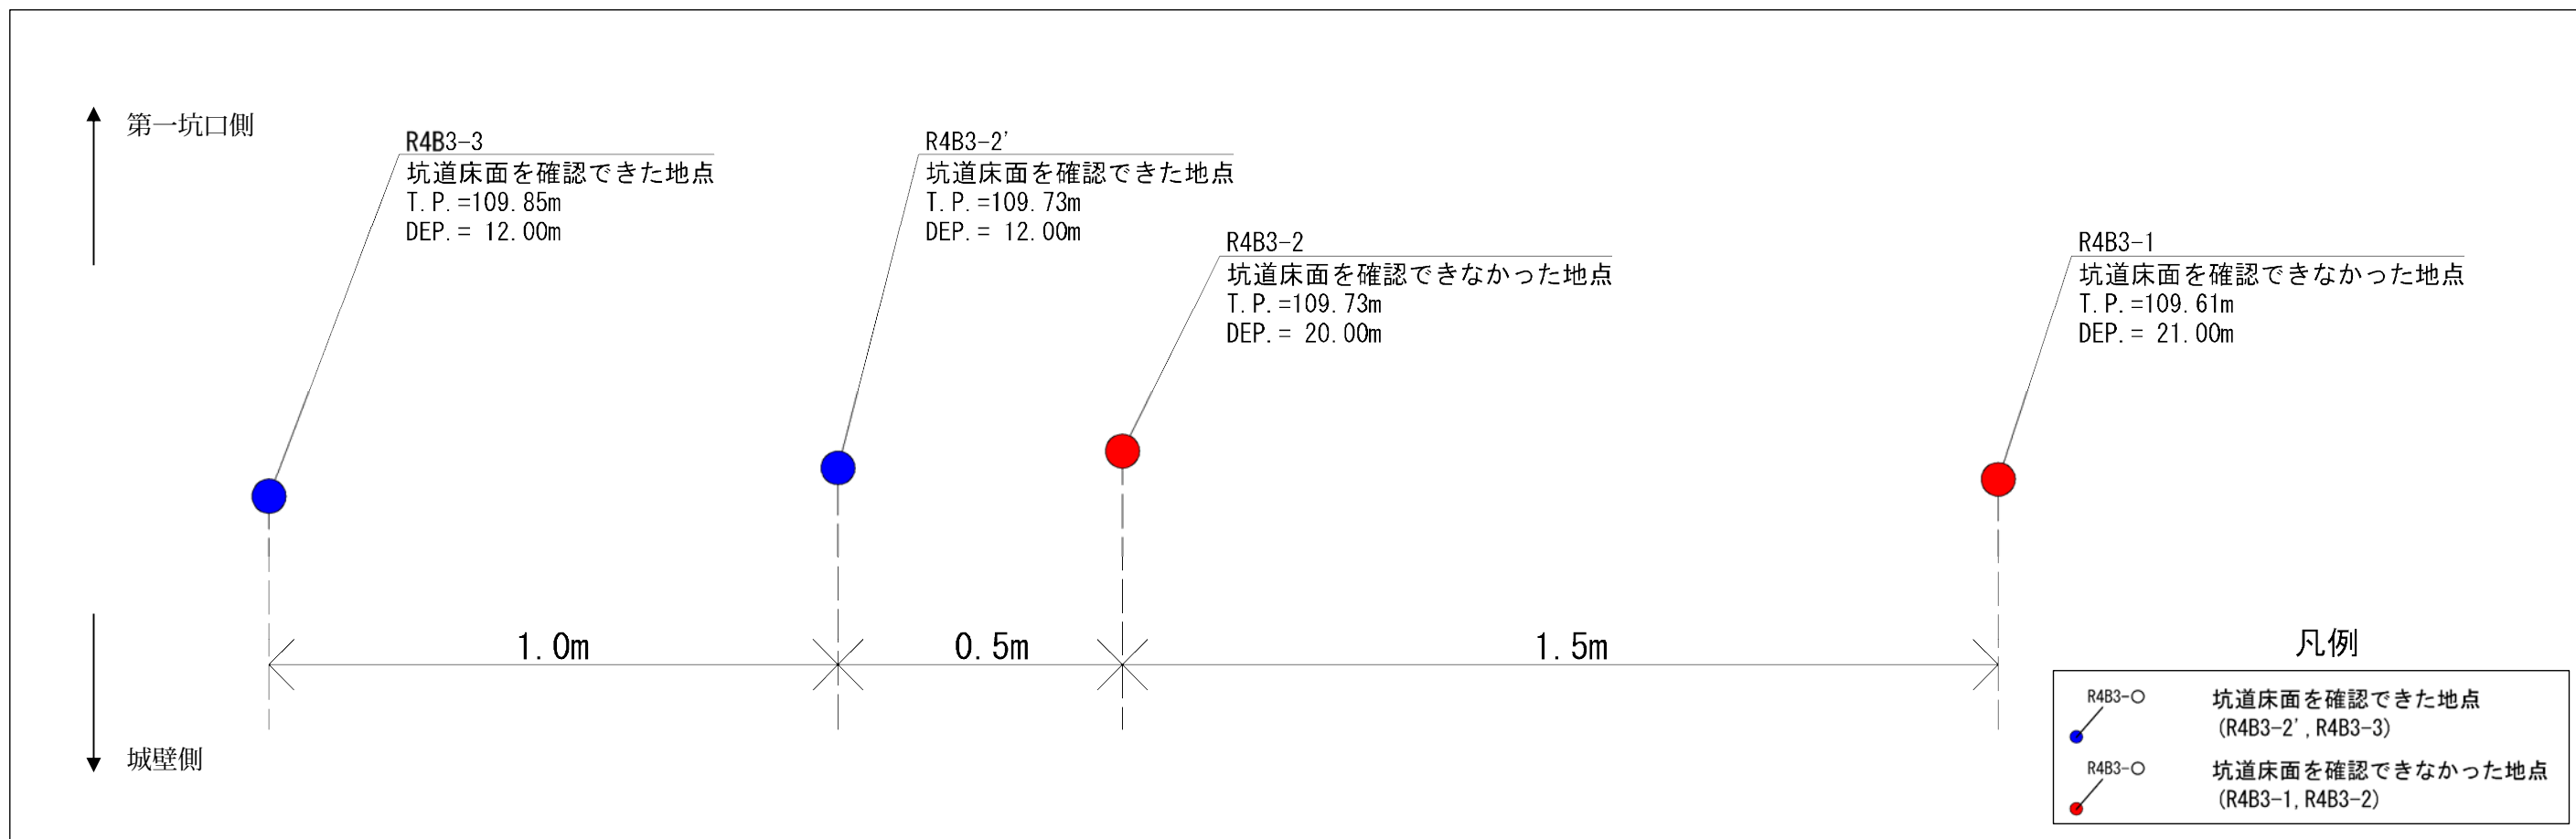 第一坑口側
R4B3-3
坑道床面を確認できた地点
T.P.=109.85m
DEP.= 12.00m
R4B3-2'
坑道床面を確認できた地点
T.P.=109.73m
DEP.= 12.00m
R4B3-2
坑道床面を確認できなかった地点
T.P.=109.73m
DEP.= 20.00m
R4B3-1
坑道床面を確認できなかった地点
T.P.=109.61m
DEP.= 21.00m
1.0m
0.5m
1.5m
城壁側
凡例
R4B3-○
坑道床面を確認できた地点
(R4B3-2',R4B3-3)
R4B3-○
坑道床面を確認できなかった地点
(R4B3-1,R4B3-2)